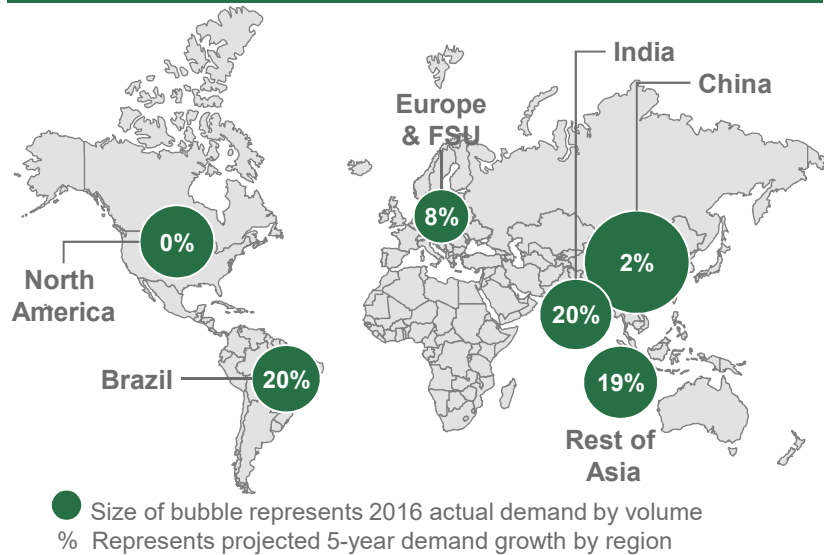 India
China
Europe
& FSU
8%
0%
2%
North
America
20%
Brazil
20%
19%
Rest of
Asia
Size of bubble represents 2016 actual demand by volume
% Represents projected 5-year demand growth by region